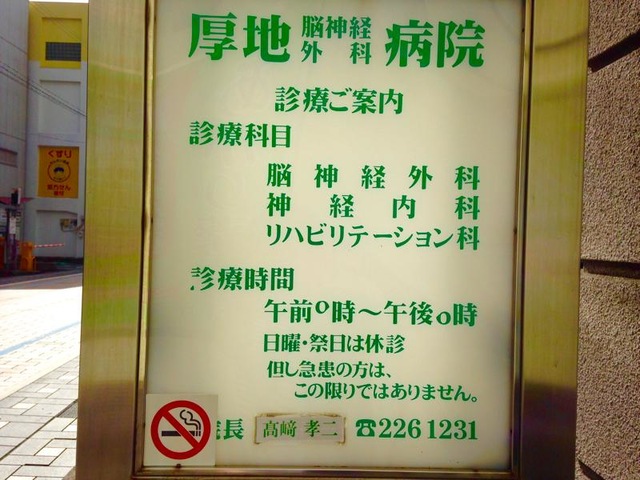 厚地脳神経外科病院
診療ご案内
診療科目
脳神経外科
神経内科
リハビリテーション科
診療時間
午前9時～午後6時
日曜・祭日は休診
但し急患の方は、
この限りではありません。
院長 高﨑 孝二 ☎226 1231
くすり